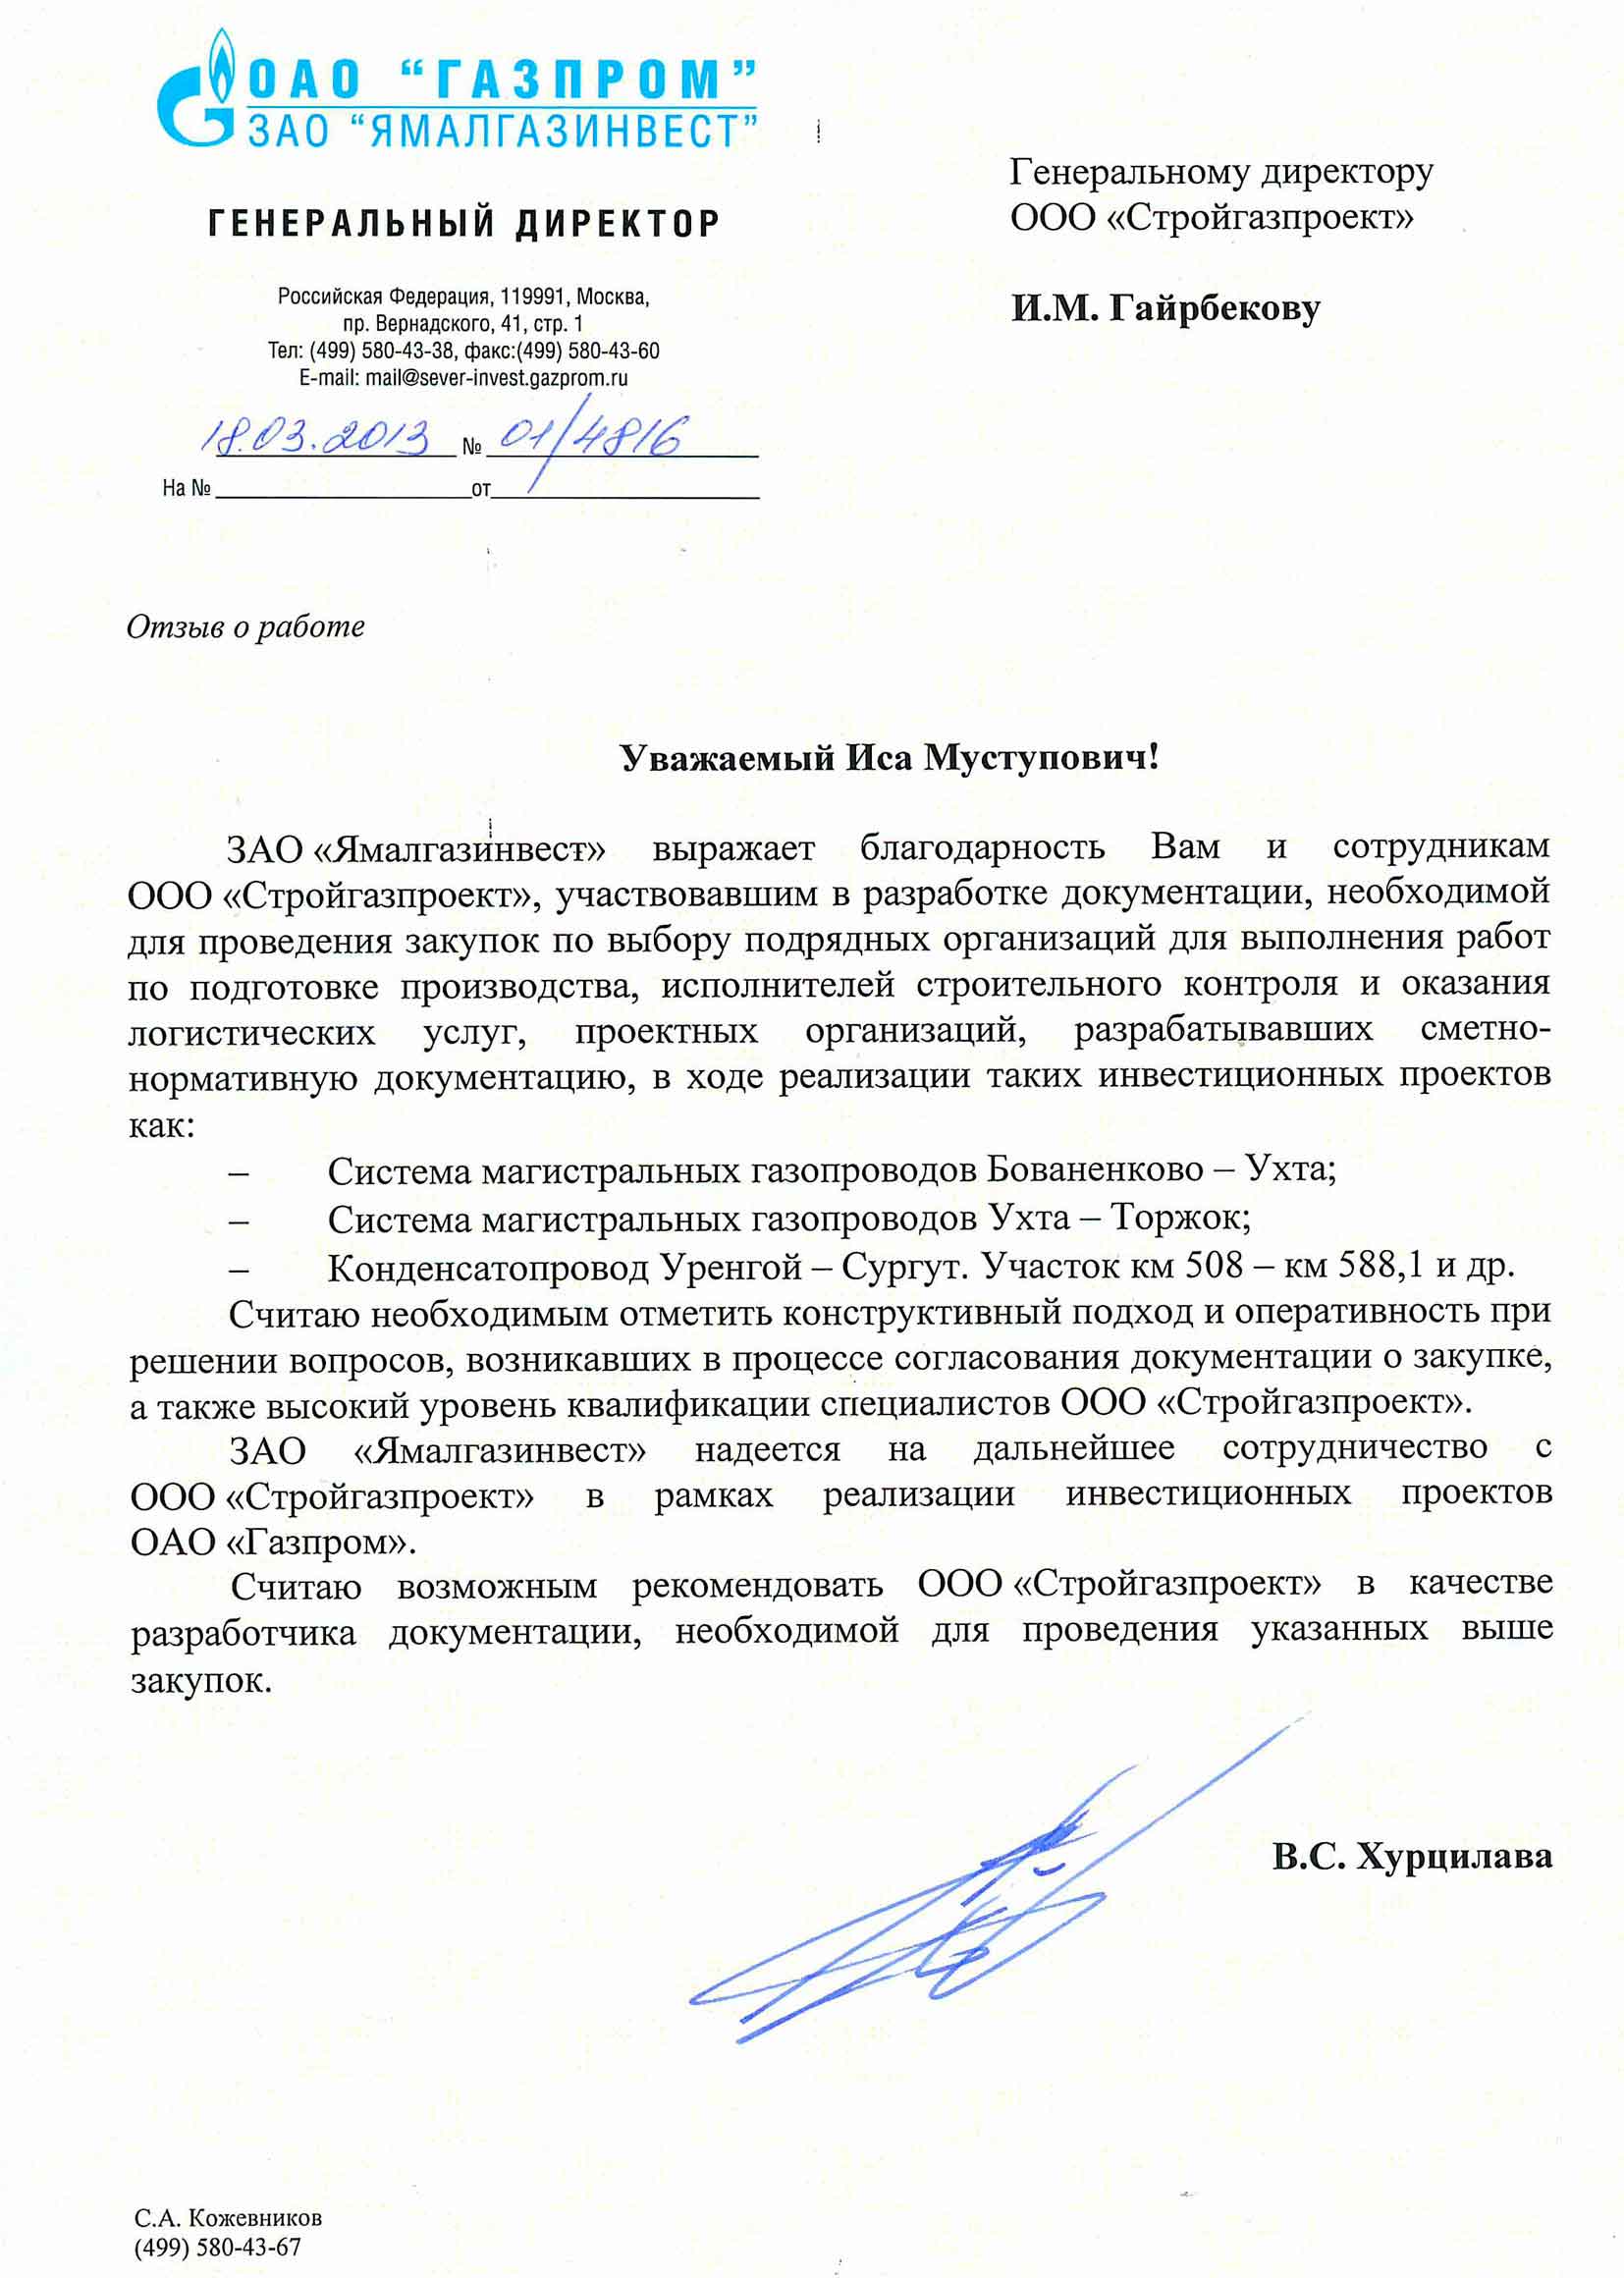 ОАО “ГАЗПРОМ”
ЗАО “ЯМАЛГАЗИНВЕСТ”
ГЕНЕРАЛЬНЫЙ ДИРЕКТОР
Российская Федерация, 119991, Москва,
пр. Вернадского, 41, стр. 1
Тел: (499) 580-43-38, факс:(499) 580-43-60
E-mail: mail@sever-invest.gazprom.ru
18.03.2013 № 01/4816
На № от
Генеральному директору
ООО «Стройгазпроект»
И.М. Гайрбекову
Отзыв о работе
Уважаемый Иса Муступович!
ЗАО «Ямалгазинвест» выражает благодарность Вам и сотрудникам
ООО «Стройгазпроект», участвовавшим в разработке документации, необходимой
для проведения закупок по выбору подрядных организаций для выполнения работ
по подготовке производства, исполнителей строительного контроля и оказания
логистических услуг, проектных организаций, разрабатывавших сметно-
нормативную документацию, в ходе реализации таких инвестиционных проектов
как:
– Система магистральных газопроводов Бованенково – Ухта;
– Система магистральных газопроводов Ухта – Торжок;
– Конденсатопровод Уренгой – Сургут. Участок км 508 – км 588,1 и др.
Считаю необходимым отметить конструктивный подход и оперативность при
решении вопросов, возникавших в процессе согласования документации о закупке,
а также высокий уровень квалификации специалистов ООО «Стройгазпроект».
ЗАО «Ямалгазинвест» надеется на дальнейшее сотрудничество с
ООО «Стройгазпроект» в рамках реализации инвестиционных проектов
ОАО «Газпром».
Считаю возможным рекомендовать ООО «Стройгазпроект» в качестве
разработчика документации, необходимой для проведения указанных выше
закупок.
В.С. Хурцилава
С.А. Кожевников
(499) 580-43-67